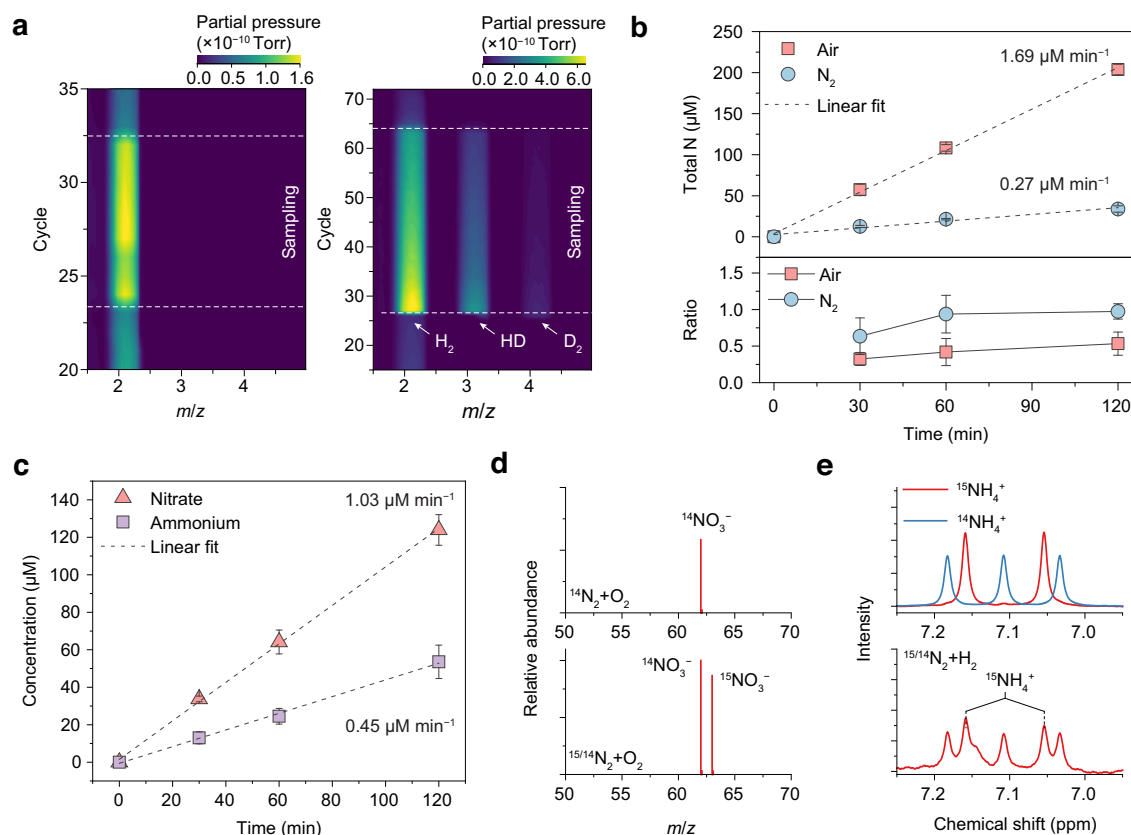 a
Partial pressure
(×10⁻¹⁰ Torr)
0.0 0.5 1.0 1.6
35
30
25
20
Cycle
2 3 4
m/z
Sampling
Partial pressure
(×10⁻¹⁰ Torr)
0.0 2.0 4.0 6.0
70
60
50
40
30
20
Cycle
2 3 4
m/z
Sampling
H₂ HD D₂
b
Air
N₂
Linear fit
1.69 µM min⁻¹
0.27 µM min⁻¹
250
200
150
100
50
0
Total N (µM)
Air
N₂
1.5
1.0
0.5
0.0
Ratio
0 30 60 90 120
Time (min)
c
Nitrate
Ammonium
Linear fit
1.03 µM min⁻¹
0.45 µM min⁻¹
140
120
100
80
60
40
20
0
Concentration (µM)
0 20 40 60 80 100 120
Time (min)
d
¹⁴NO₃⁻
¹⁴N₂+O₂
50 55 60 65 70
Relative abundance
¹⁴NO₃⁻
¹⁵NO₃⁻
¹⁵/¹⁴N₂+O₂
50 55 60 65 70
m/z
e
¹⁵NH₄⁺
¹⁴NH₄⁺
7.2 7.1 7.0
Intensity
¹⁵/¹⁴N₂+H₂
¹⁵NH₄⁺
7.2 7.1 7.0
Chemical shift (ppm)